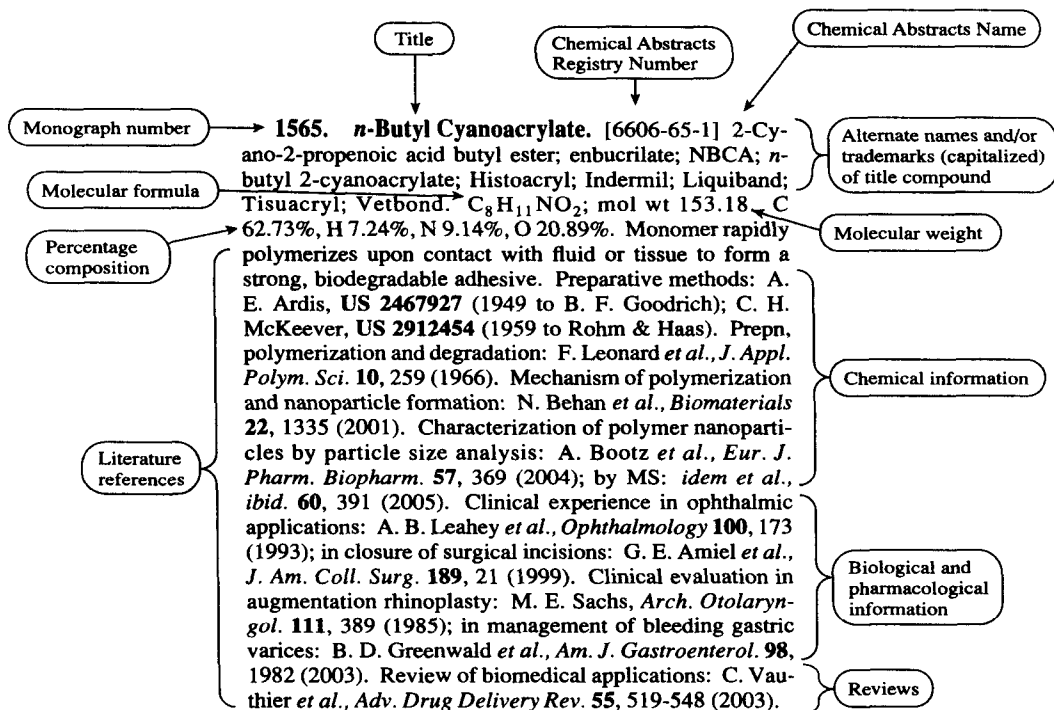 Title
Chemical Abstracts
Registry Number
Chemical Abstracts Name
Monograph number
1565. n-Butyl Cyanoacrylate. [6606-65-1] 2-Cy-
ano-2-propenoic acid butyl ester; enbucrilate; NBCA; n-
butyl 2-cyanoacrylate; Histoacryl; Indermil; Liquiband;
Tisuacryl; Vetbond. C₈H₁₁NO₂; mol wt 153.18. C
62.73%, H 7.24%, N 9.14%, O 20.89%. Monomer rapidly
polymerizes upon contact with fluid or tissue to form a
strong, biodegradable adhesive. Preparative methods: A.
E. Ardis, US 2467927 (1949 to B. F. Goodrich); C. H.
McKeever, US 2912454 (1959 to Rohm & Haas). Prepn,
polymerization and degradation: F. Leonard et al., J. Appl.
Polym. Sci. 10, 259 (1966). Mechanism of polymerization
and nanoparticle formation: N. Behan et al., Biomaterials
22, 1335 (2001). Characterization of polymer nanoparti-
cles by particle size analysis: A. Bootz et al., Eur. J.
Pharm. Biopharm. 57, 369 (2004); by MS: idem et al.,
ibid. 60, 391 (2005). Clinical experience in ophthalmic
applications: A. B. Leahey et al., Ophthalmology 100, 173
(1993); in closure of surgical incisions: G. E. Amiel et al.,
J. Am. Coll. Surg. 189, 21 (1999). Clinical evaluation in
augmentation rhinoplasty: M. E. Sachs, Arch. Otolaryn-
gol. 111, 389 (1985); in management of bleeding gastric
varices: B. D. Greenwald et al., Am. J. Gastroenterol. 98,
1982 (2003). Review of biomedical applications: C. Vau-
thier et al., Adv. Drug Delivery Rev. 55, 519-548 (2003).
Molecular formula
Percentage
composition
Literature
references
Alternate names and/or
trademarks (capitalized)
of title compound
Molecular weight
Chemical information
Biological and
pharmacological
information
Reviews